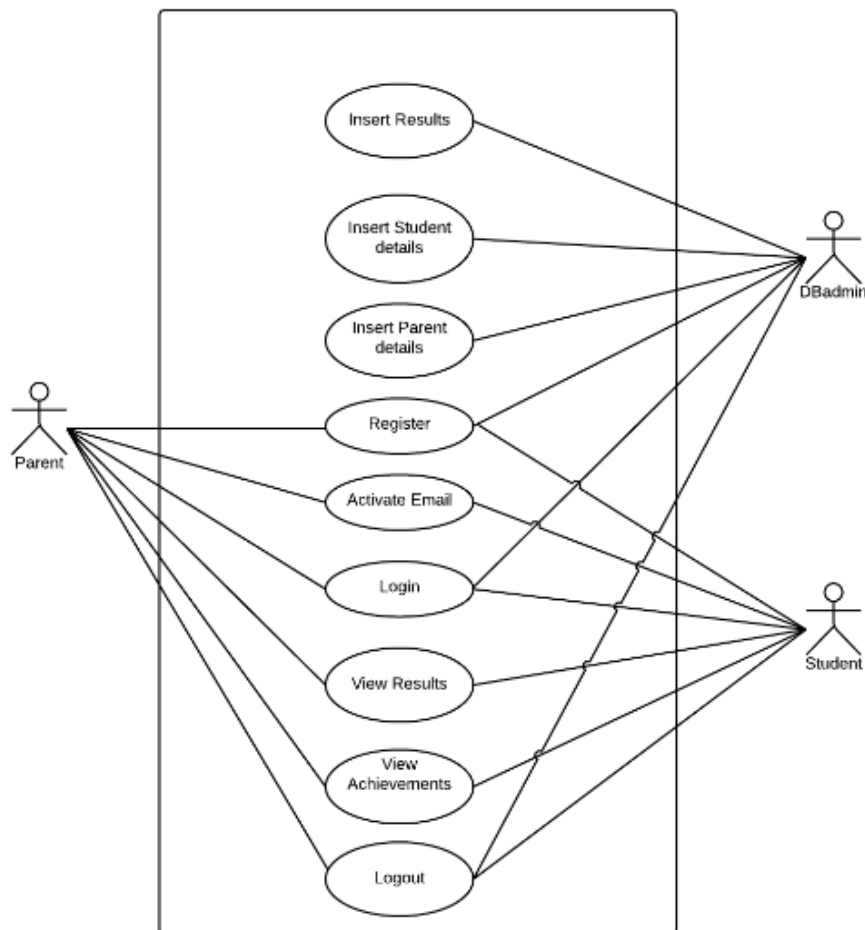 Insert Results
Insert Student
details
DBadmin
Insert Parent
details
Register
Parent
Activate Email
Login
Student
View Results
View
Achievements
Logout